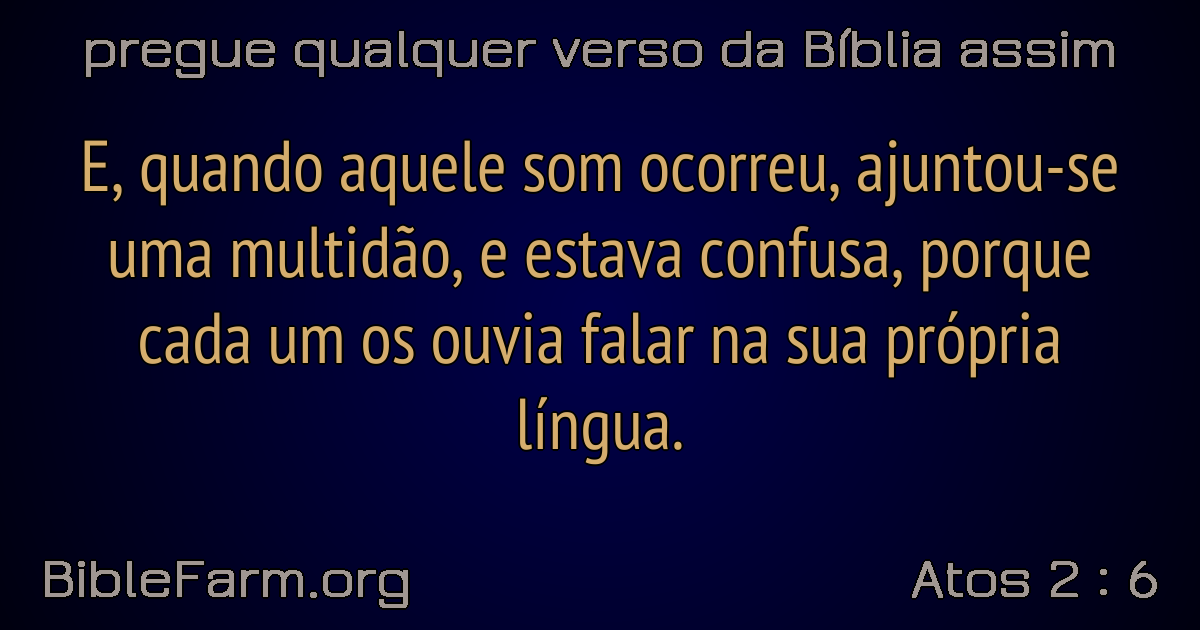 pregue qualquer verso da Bíblia assim
E, quando aquele som ocorreu, ajuntou-se
uma multidão, e estava confusa, porque
cada um os ouvia falar na sua própria
língua.
BibleFarm.org
Atos 2 : 6